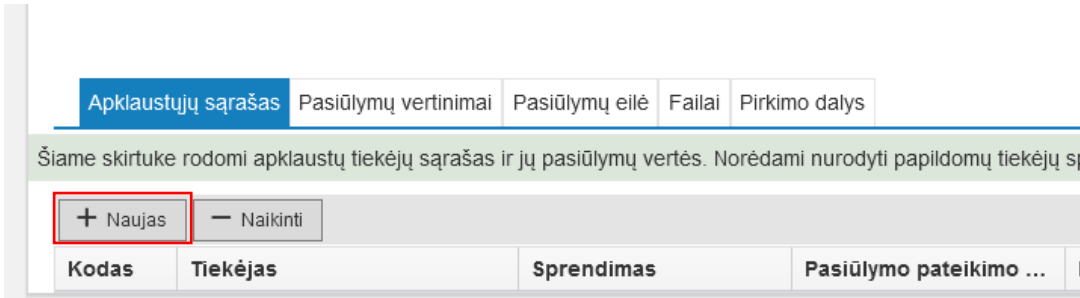 Apklaustųjų sąrašas Pasiūlymų vertinimai Pasiūlymų eilė Failai Pirkimo dalys
Šiame skirtuke rodomi apklaustų tiekėjų sąrašas ir jų pasiūlymų vertės. Norėdami nurodyti papildomų tiekėjų
+ Naujas — Naikinti
Kodas Tiekėjas Sprendimas Pasiūlymo pateikimo ...